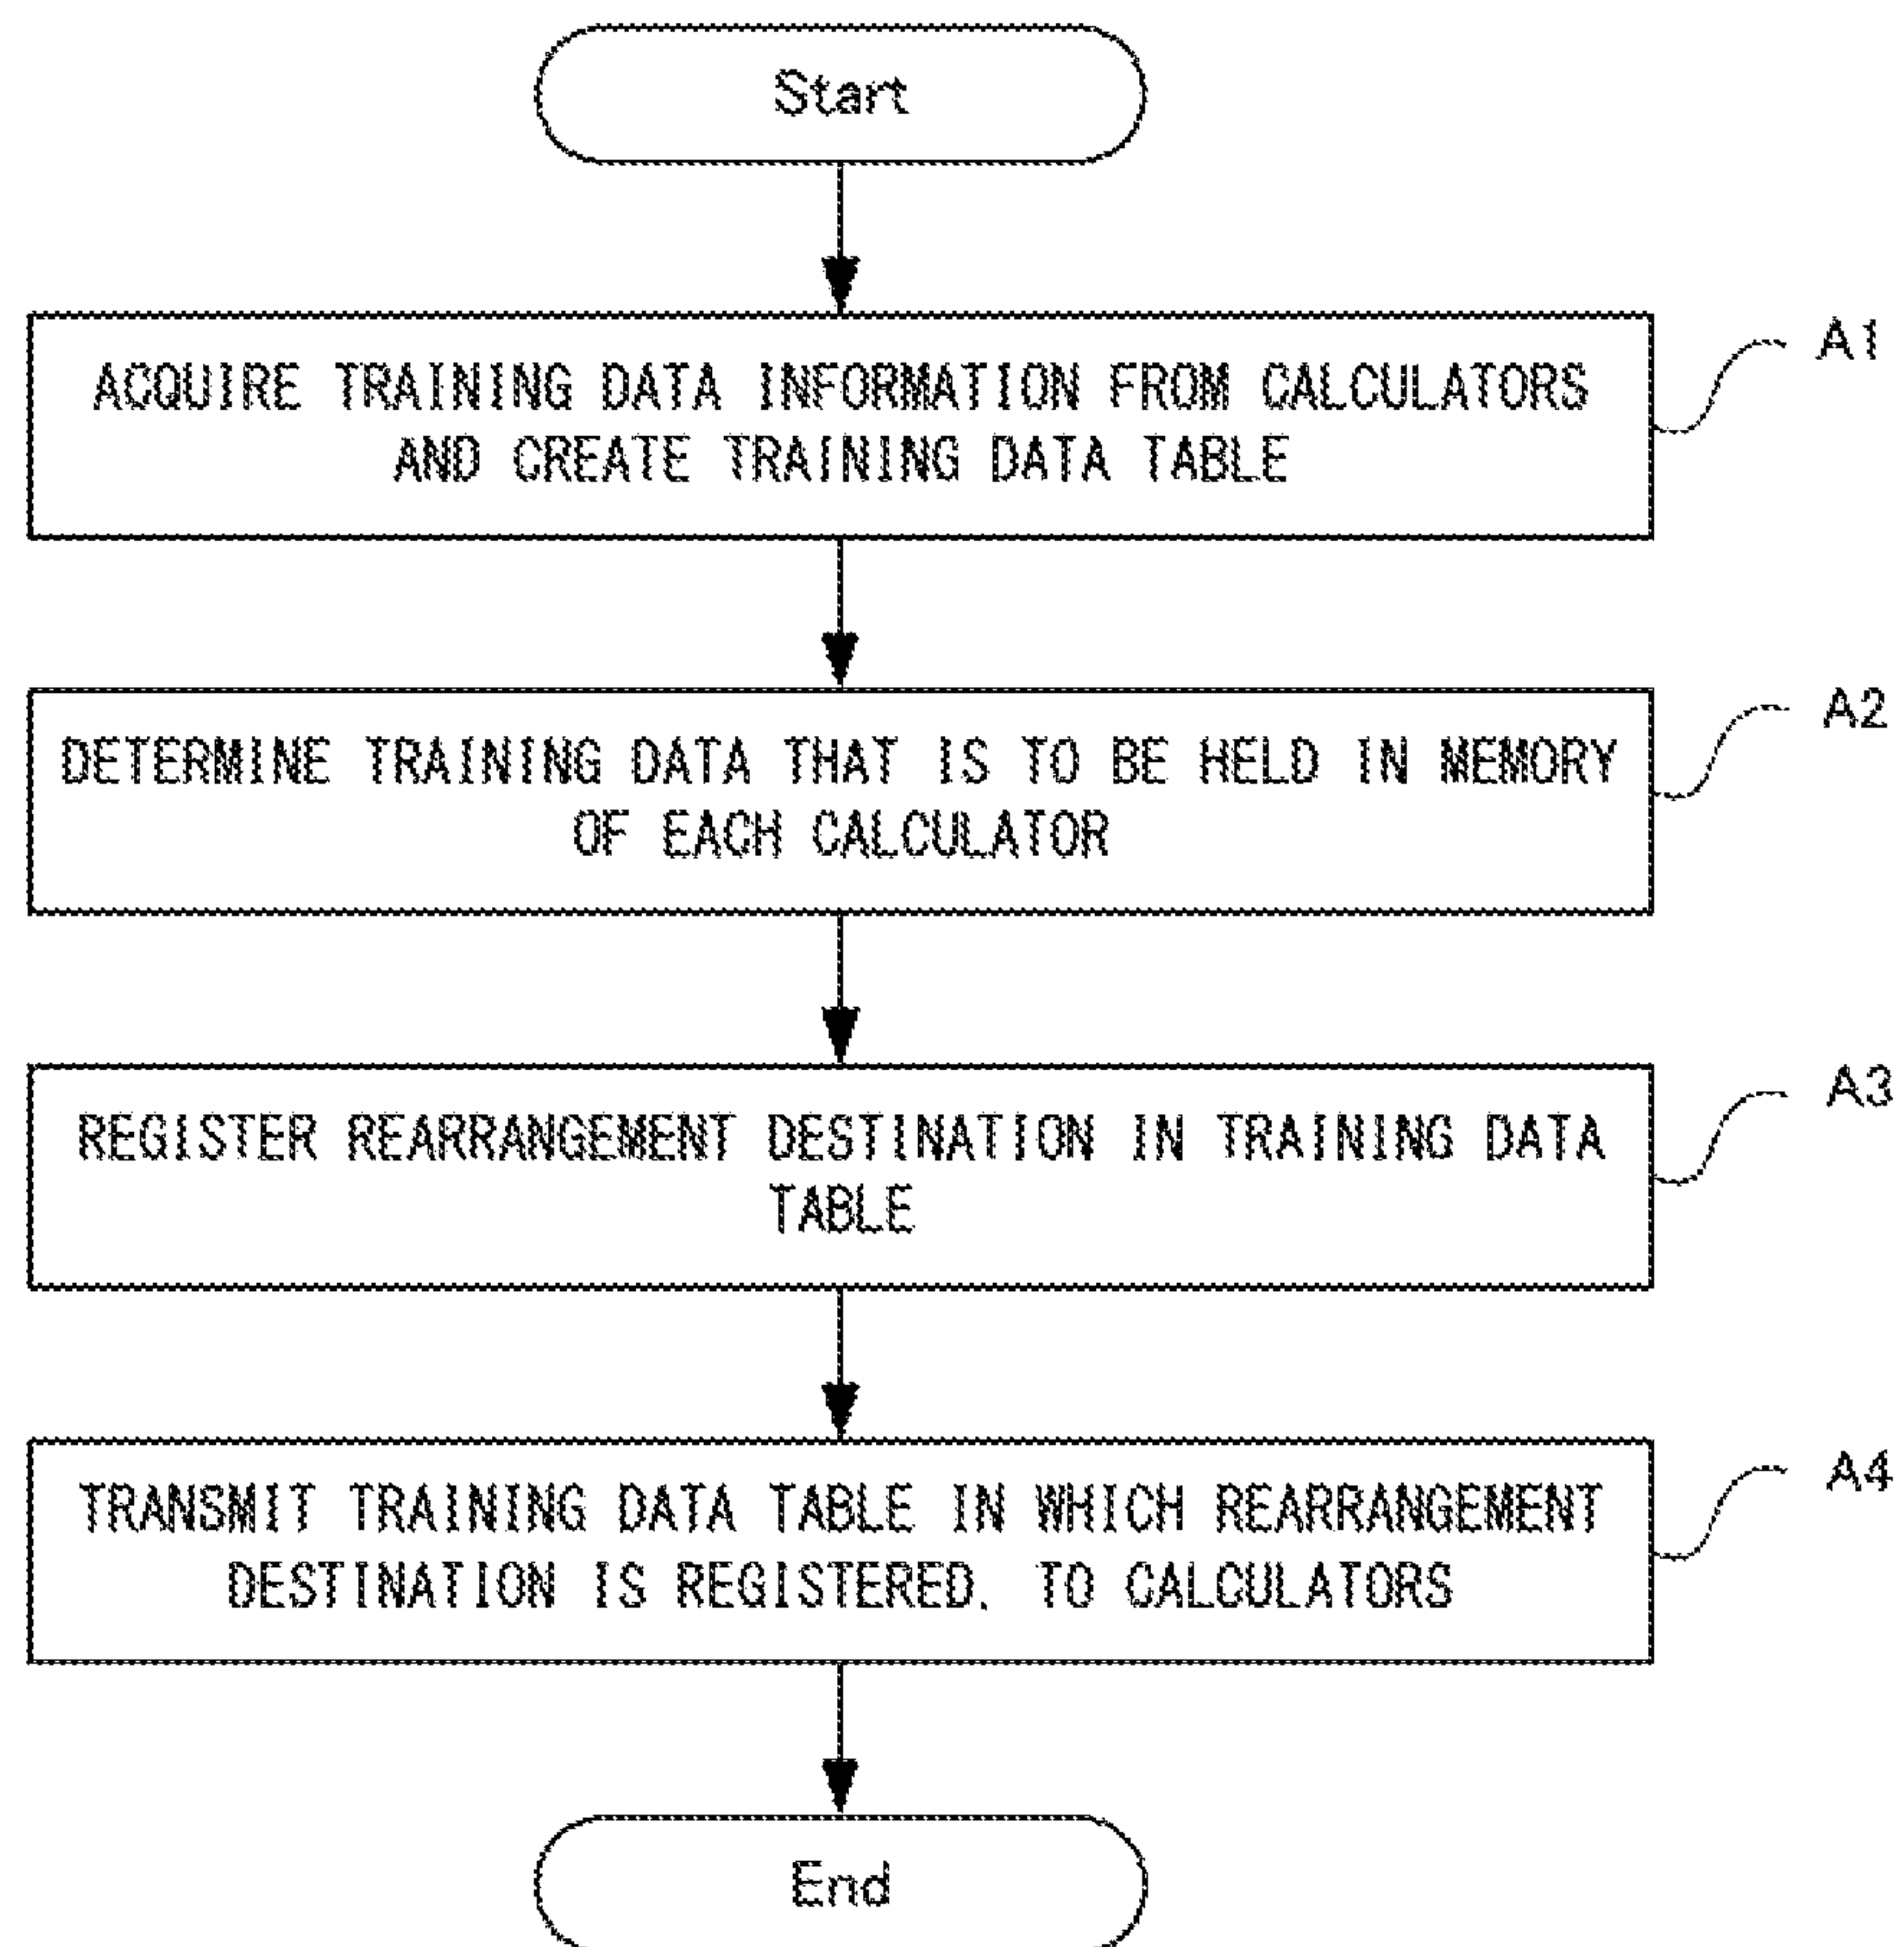 Start
ACQUIRE TRAINING DATA INFORMATION FROM CALCULATORS
AND CREATE TRAINING DATA TABLE
A1
DETERMINE TRAINING DATA THAT IS TO BE HELD IN MEMORY
OF EACH CALCULATOR
A2
REGISTER REARRANGEMENT DESTINATION IN TRAINING DATA
TABLE
A3
TRANSMIT TRAINING DATA TABLE IN WHICH REARRANGEMENT
DESTINATION IS REGISTERED, TO CALCULATORS
A4
End